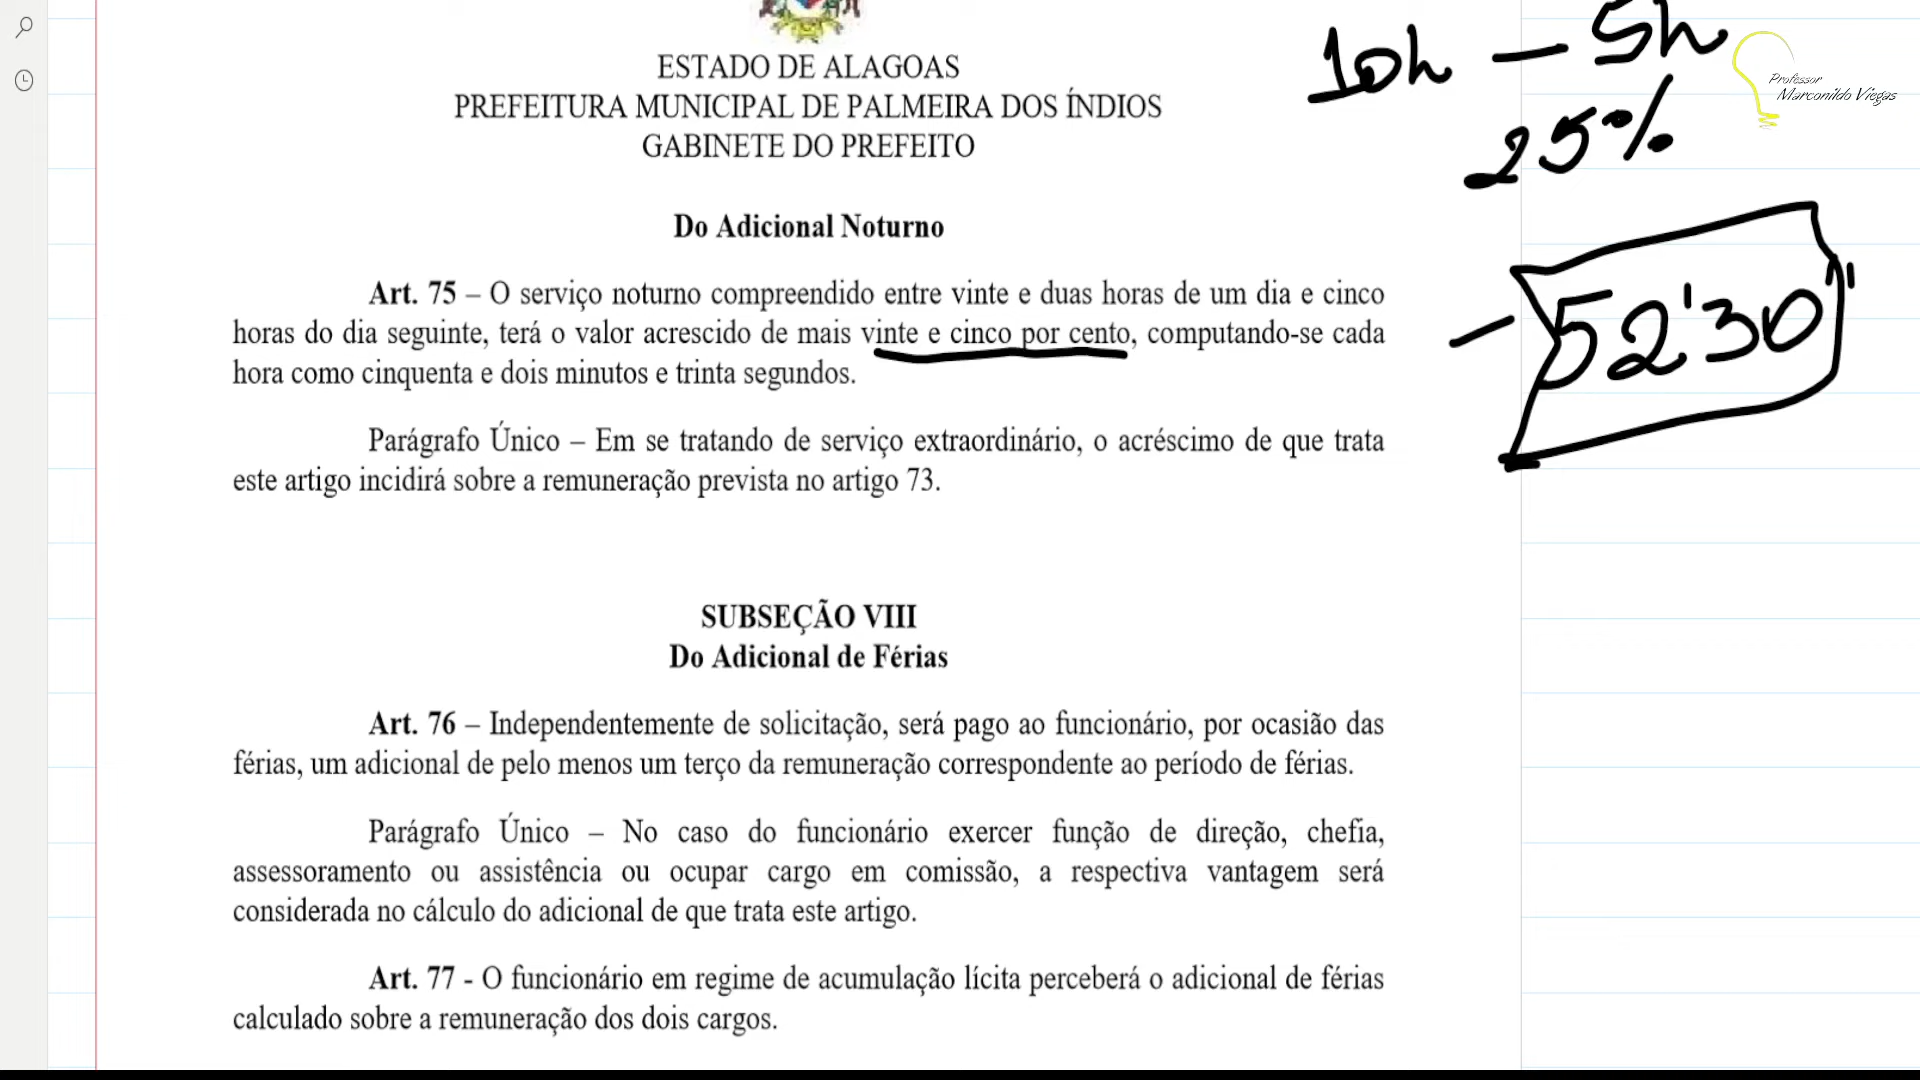 10h – 5h
Professor
Marconildo Viegas
25%
– 52'30"
ESTADO DE ALAGOAS
PREFEITURA MUNICIPAL DE PALMEIRA DOS ÍNDIOS
GABINETE DO PREFEITO
Do Adicional Noturno
Art. 75 – O serviço noturno compreendido entre vinte e duas horas de um dia e cinco
horas do dia seguinte, terá o valor acrescido de mais vinte e cinco por cento, computando-se cada
hora como cinquenta e dois minutos e trinta segundos.
Parágrafo Único – Em se tratando de serviço extraordinário, o acréscimo de que trata
este artigo incidirá sobre a remuneração prevista no artigo 73.
SUBSEÇÃO VIII
Do Adicional de Férias
Art. 76 – Independentemente de solicitação, será pago ao funcionário, por ocasião das
férias, um adicional de pelo menos um terço da remuneração correspondente ao período de férias.
Parágrafo Único – No caso do funcionário exercer função de direção, chefia,
assessoramento ou assistência ou ocupar cargo em comissão, a respectiva vantagem será
considerada no cálculo do adicional de que trata este artigo.
Art. 77 - O funcionário em regime de acumulação lícita perceberá o adicional de férias
calculado sobre a remuneração dos dois cargos.